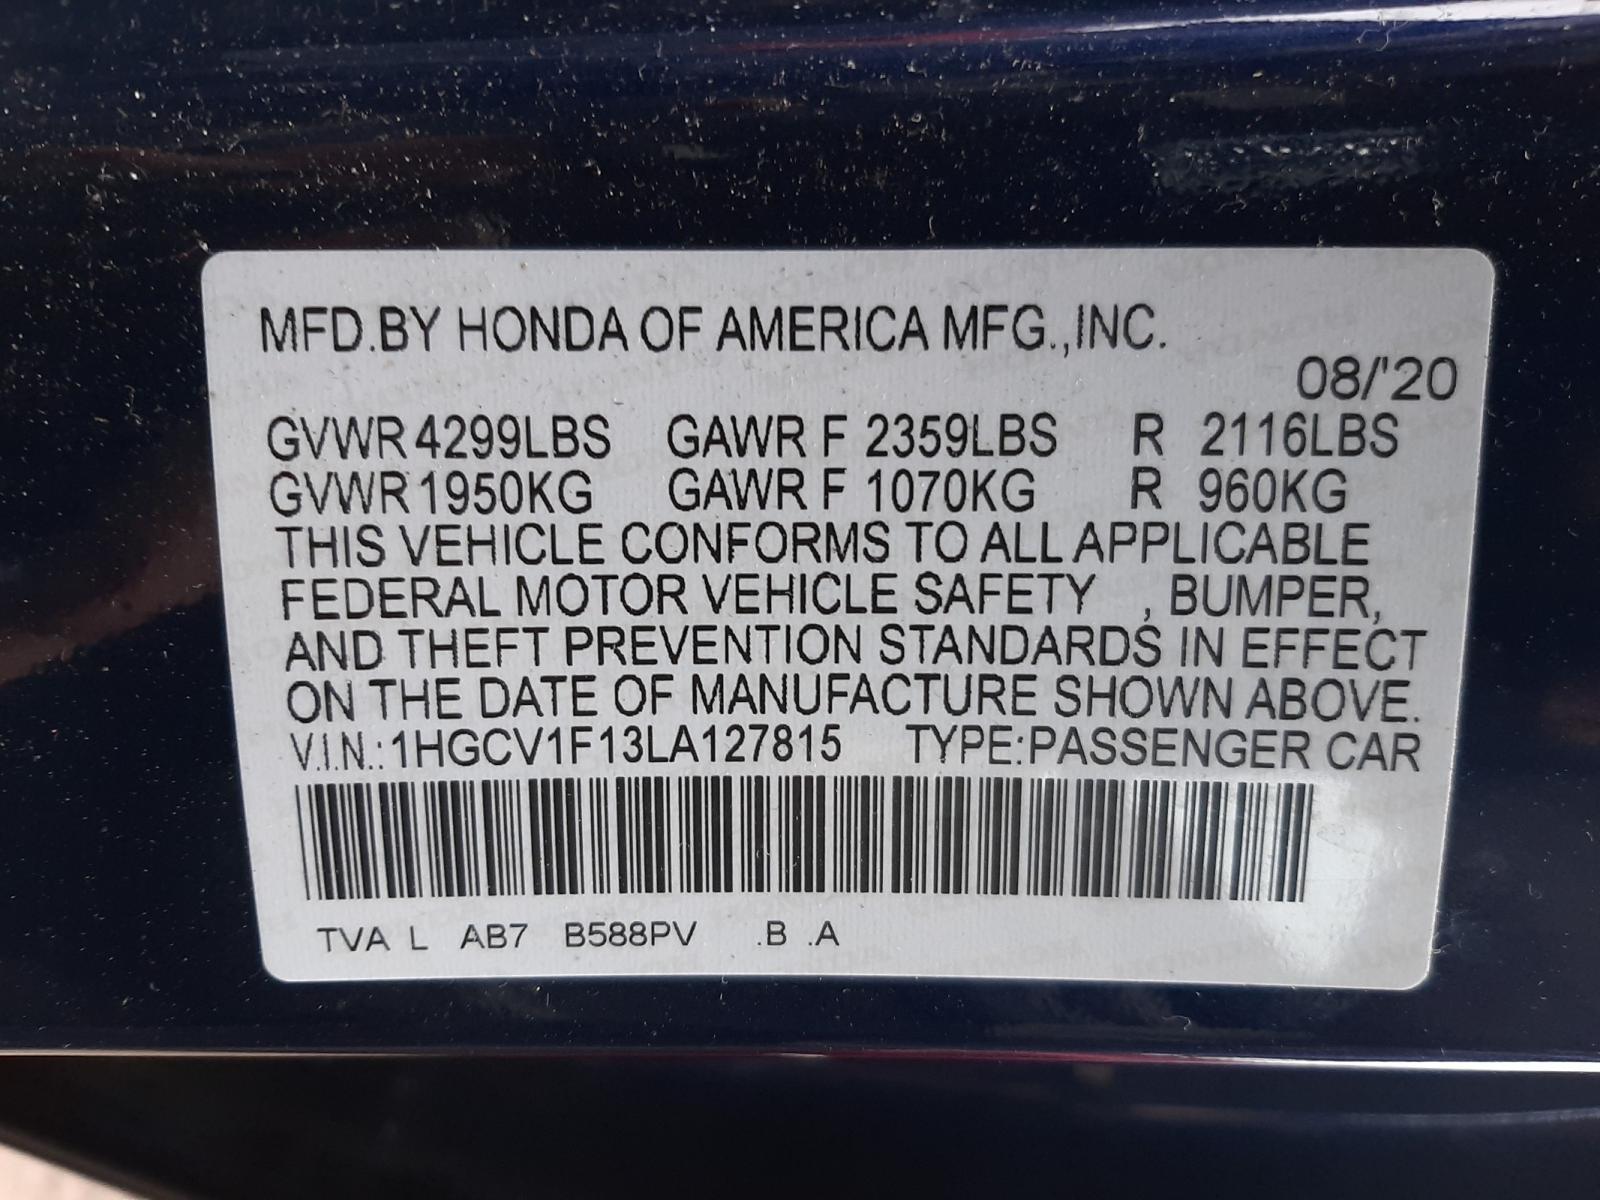 MFD.BY HONDA OF AMERICA MFG.,INC.
08/'20
GVWR 4299LBS GAWR F 2359LBS R 2116LBS
GVWR 1950KG GAWR F 1070KG R 960KG
THIS VEHICLE CONFORMS TO ALL APPLICABLE
FEDERAL MOTOR VEHICLE SAFETY , BUMPER,
AND THEFT PREVENTION STANDARDS IN EFFECT
ON THE DATE OF MANUFACTURE SHOWN ABOVE.
V.I.N.:1HGCV1F13LA127815 TYPE:PASSENGER CAR
TVA L AB7 B588PV .B .A